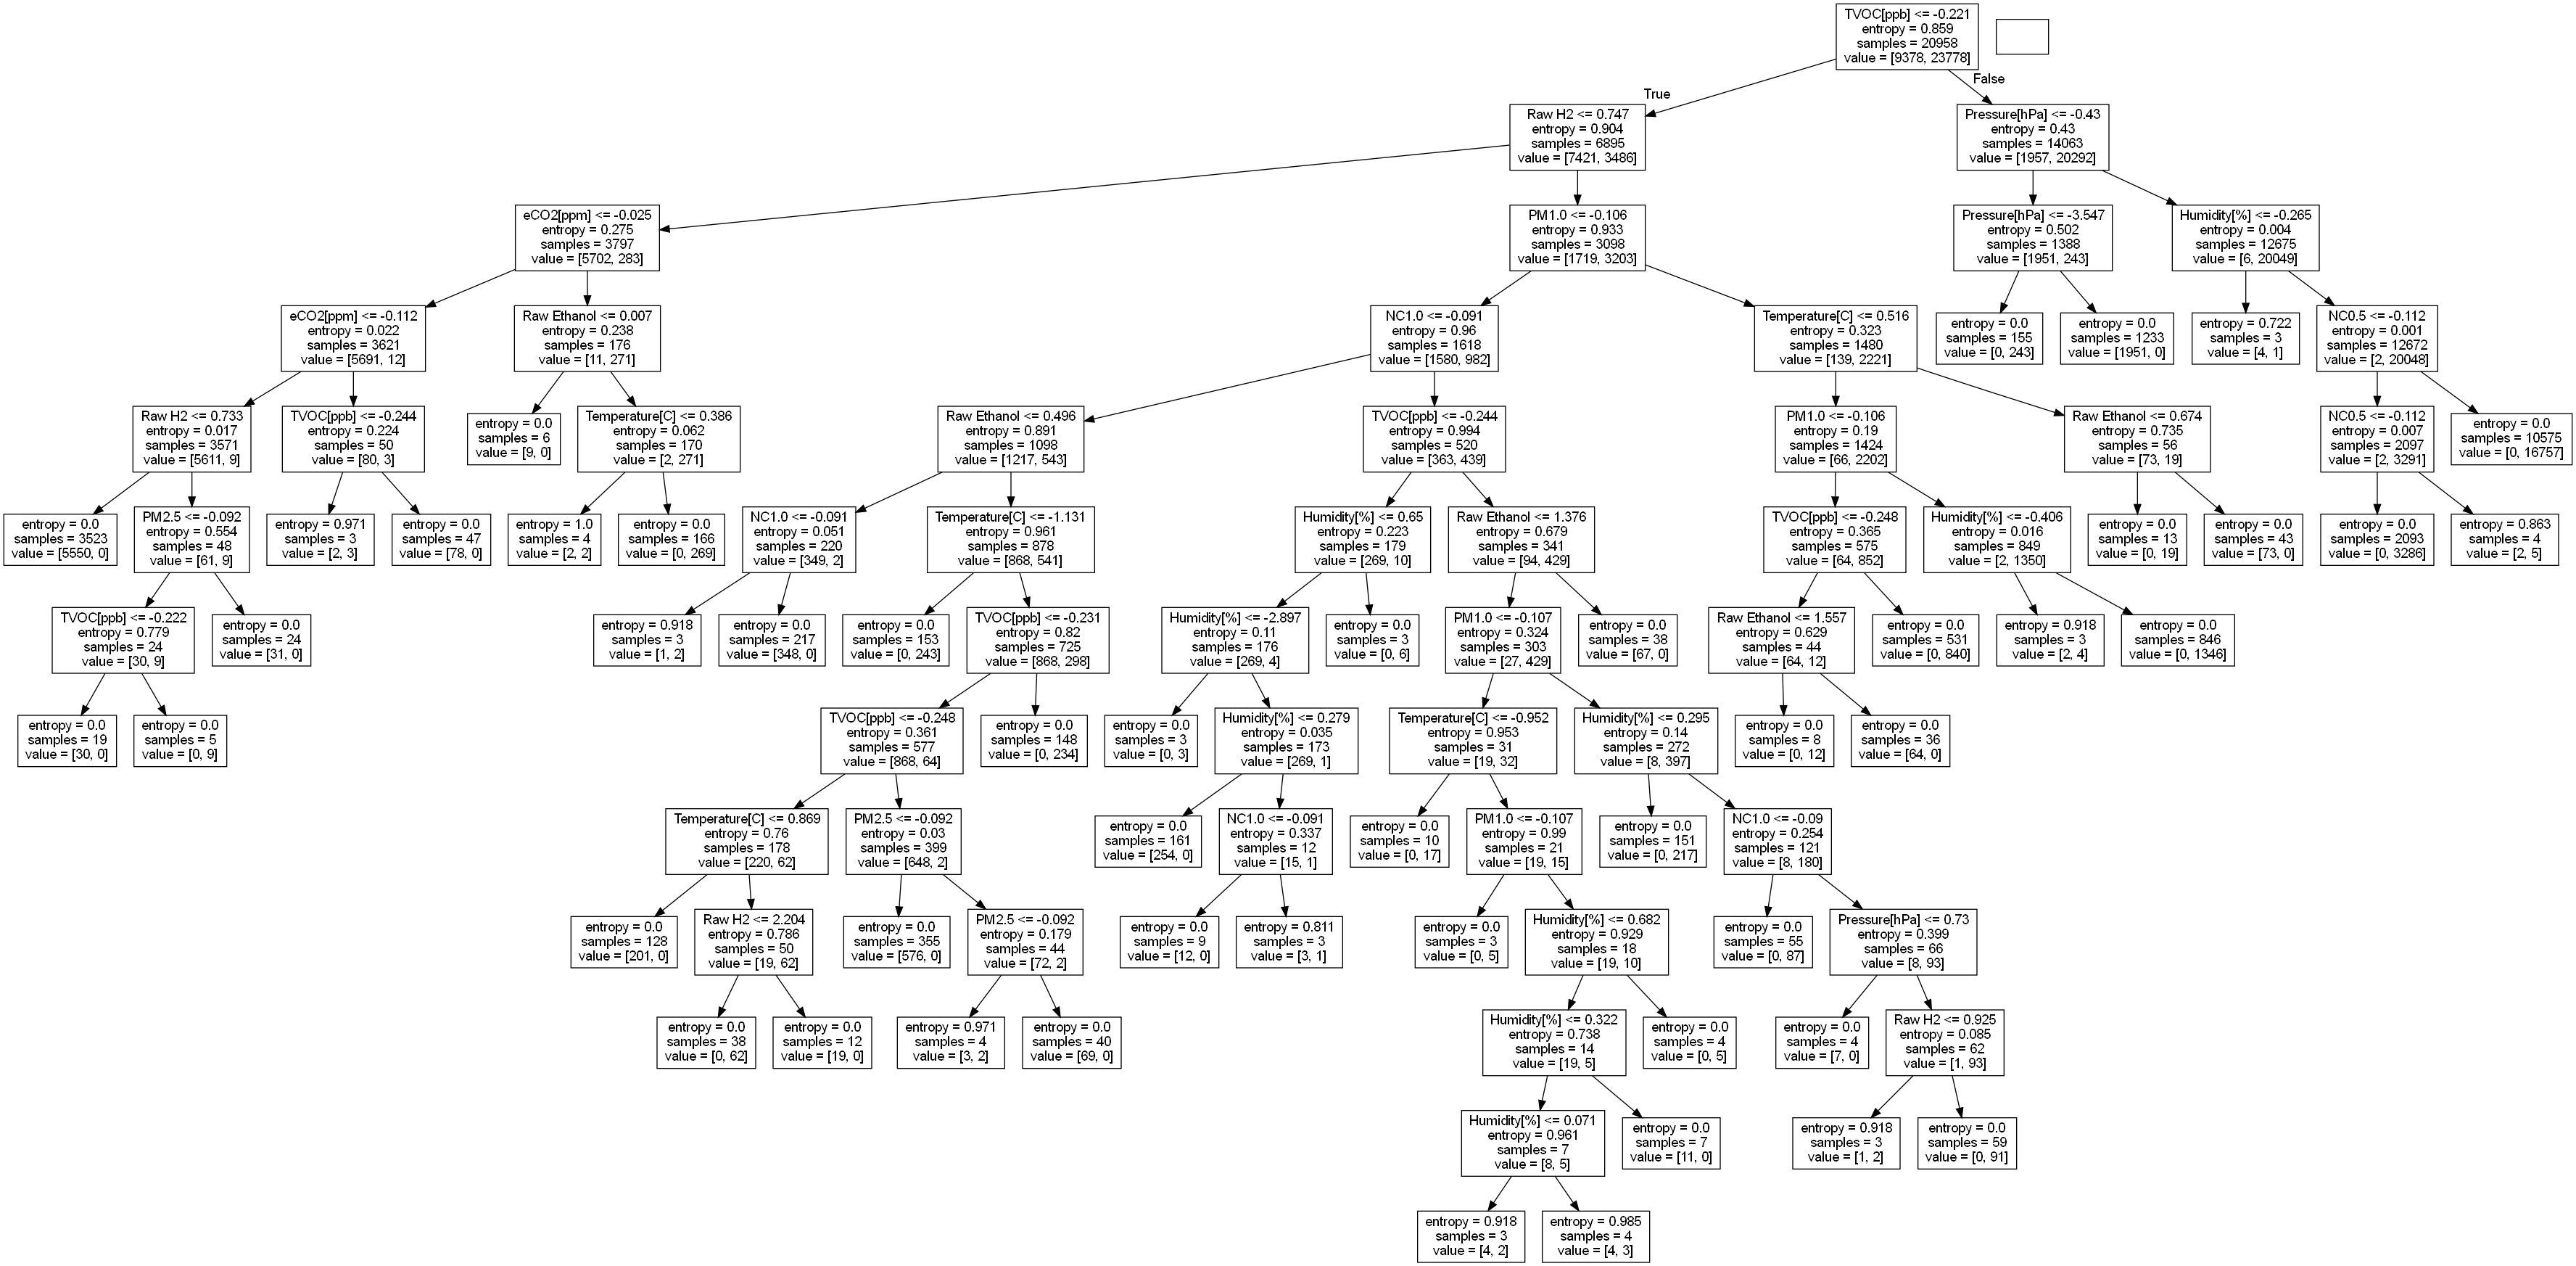 TVOC[ppb] <= -0.221
entropy = 0.859
samples = 20958
value = [9378, 23778]
True
False
Raw H2 <= 0.747
entropy = 0.904
samples = 6895
value = [7421, 3486]
Pressure[hPa] <= -0.43
entropy = 0.43
samples = 14063
value = [1957, 20292]
eCO2[ppm] <= -0.025
entropy = 0.275
samples = 3797
value = [5702, 283]
PM1.0 <= -0.106
entropy = 0.933
samples = 3098
value = [1719, 3203]
Pressure[hPa] <= -3.547
entropy = 0.502
samples = 1388
value = [1951, 243]
Humidity[%] <= -0.265
entropy = 0.004
samples = 12675
value = [6, 20049]
eCO2[ppm] <= -0.112
entropy = 0.022
samples = 3621
value = [5691, 12]
Raw Ethanol <= 0.007
entropy = 0.238
samples = 176
value = [11, 271]
NC1.0 <= -0.091
entropy = 0.96
samples = 1618
value = [1580, 982]
Temperature[C] <= 0.516
entropy = 0.323
samples = 1480
value = [139, 2221]
entropy = 0.0
samples = 155
value = [0, 243]
entropy = 0.0
samples = 1233
value = [1951, 0]
entropy = 0.722
samples = 3
value = [4, 1]
NC0.5 <= -0.112
entropy = 0.001
samples = 12672
value = [2, 20048]
Raw H2 <= 0.733
entropy = 0.017
samples = 3571
value = [5611, 9]
TVOC[ppb] <= -0.244
entropy = 0.224
samples = 50
value = [80, 3]
entropy = 0.0
samples = 6
value = [9, 0]
Temperature[C] <= 0.386
entropy = 0.062
samples = 170
value = [2, 271]
Raw Ethanol <= 0.496
entropy = 0.891
samples = 1098
value = [1217, 543]
TVOC[ppb] <= -0.244
entropy = 0.994
samples = 520
value = [363, 439]
PM1.0 <= -0.106
entropy = 0.19
samples = 1424
value = [66, 2202]
Raw Ethanol <= 0.674
entropy = 0.735
samples = 56
value = [73, 19]
NC0.5 <= -0.112
entropy = 0.007
samples = 2097
value = [2, 3291]
entropy = 0.0
samples = 10575
value = [0, 16757]
entropy = 0.0
samples = 3523
value = [5550, 0]
PM2.5 <= -0.092
entropy = 0.554
samples = 48
value = [61, 9]
entropy = 0.971
samples = 3
value = [2, 3]
entropy = 0.0
samples = 47
value = [78, 0]
entropy = 1.0
samples = 4
value = [2, 2]
entropy = 0.0
samples = 166
value = [0, 269]
NC1.0 <= -0.091
entropy = 0.051
samples = 220
value = [349, 2]
Temperature[C] <= -1.131
entropy = 0.961
samples = 878
value = [868, 541]
Humidity[%] <= 0.65
entropy = 0.223
samples = 179
value = [269, 10]
Raw Ethanol <= 1.376
entropy = 0.679
samples = 341
value = [94, 429]
TVOC[ppb] <= -0.248
entropy = 0.365
samples = 575
value = [64, 852]
Humidity[%] <= -0.406
entropy = 0.016
samples = 849
value = [2, 1350]
entropy = 0.0
samples = 13
value = [0, 19]
entropy = 0.0
samples = 43
value = [73, 0]
entropy = 0.0
samples = 2093
value = [0, 3286]
entropy = 0.863
samples = 4
value = [2, 5]
TVOC[ppb] <= -0.222
entropy = 0.779
samples = 24
value = [30, 9]
entropy = 0.0
samples = 24
value = [31, 0]
entropy = 0.918
samples = 3
value = [1, 2]
entropy = 0.0
samples = 217
value = [348, 0]
entropy = 0.0
samples = 153
value = [0, 243]
TVOC[ppb] <= -0.231
entropy = 0.82
samples = 725
value = [868, 298]
Humidity[%] <= -2.897
entropy = 0.11
samples = 176
value = [269, 4]
entropy = 0.0
samples = 3
value = [0, 6]
PM1.0 <= -0.107
entropy = 0.324
samples = 303
value = [27, 429]
entropy = 0.0
samples = 38
value = [67, 0]
Raw Ethanol <= 1.557
entropy = 0.629
samples = 44
value = [64, 12]
entropy = 0.0
samples = 531
value = [0, 840]
entropy = 0.918
samples = 3
value = [2, 4]
entropy = 0.0
samples = 846
value = [0, 1346]
entropy = 0.0
samples = 19
value = [30, 0]
entropy = 0.0
samples = 5
value = [0, 9]
TVOC[ppb] <= -0.248
entropy = 0.361
samples = 577
value = [868, 64]
entropy = 0.0
samples = 148
value = [0, 234]
entropy = 0.0
samples = 3
value = [0, 3]
Humidity[%] <= 0.279
entropy = 0.035
samples = 173
value = [269, 1]
Temperature[C] <= -0.952
entropy = 0.953
samples = 31
value = [19, 32]
Humidity[%] <= 0.295
entropy = 0.14
samples = 272
value = [8, 397]
entropy = 0.0
samples = 8
value = [0, 12]
entropy = 0.0
samples = 36
value = [64, 0]
Temperature[C] <= 0.869
entropy = 0.76
samples = 178
value = [220, 62]
PM2.5 <= -0.092
entropy = 0.03
samples = 399
value = [648, 2]
entropy = 0.0
samples = 161
value = [254, 0]
NC1.0 <= -0.091
entropy = 0.337
samples = 12
value = [15, 1]
entropy = 0.0
samples = 10
value = [0, 17]
PM1.0 <= -0.107
entropy = 0.99
samples = 21
value = [19, 15]
entropy = 0.0
samples = 151
value = [0, 217]
NC1.0 <= -0.09
entropy = 0.254
samples = 121
value = [8, 180]
entropy = 0.0
samples = 128
value = [201, 0]
Raw H2 <= 2.204
entropy = 0.786
samples = 50
value = [19, 62]
entropy = 0.0
samples = 355
value = [576, 0]
PM2.5 <= -0.092
entropy = 0.179
samples = 44
value = [72, 2]
entropy = 0.0
samples = 9
value = [12, 0]
entropy = 0.811
samples = 3
value = [3, 1]
entropy = 0.0
samples = 3
value = [0, 5]
Humidity[%] <= 0.682
entropy = 0.929
samples = 18
value = [19, 10]
entropy = 0.0
samples = 55
value = [0, 87]
Pressure[hPa] <= 0.73
entropy = 0.399
samples = 66
value = [8, 93]
entropy = 0.0
samples = 38
value = [0, 62]
entropy = 0.0
samples = 12
value = [19, 0]
entropy = 0.971
samples = 4
value = [3, 2]
entropy = 0.0
samples = 40
value = [69, 0]
Humidity[%] <= 0.322
entropy = 0.738
samples = 14
value = [19, 5]
entropy = 0.0
samples = 4
value = [0, 5]
entropy = 0.0
samples = 4
value = [7, 0]
Raw H2 <= 0.925
entropy = 0.085
samples = 62
value = [1, 93]
Humidity[%] <= 0.071
entropy = 0.961
samples = 7
value = [8, 5]
entropy = 0.0
samples = 7
value = [11, 0]
entropy = 0.918
samples = 3
value = [1, 2]
entropy = 0.0
samples = 59
value = [0, 91]
entropy = 0.918
samples = 3
value = [4, 2]
entropy = 0.985
samples = 4
value = [4, 3]